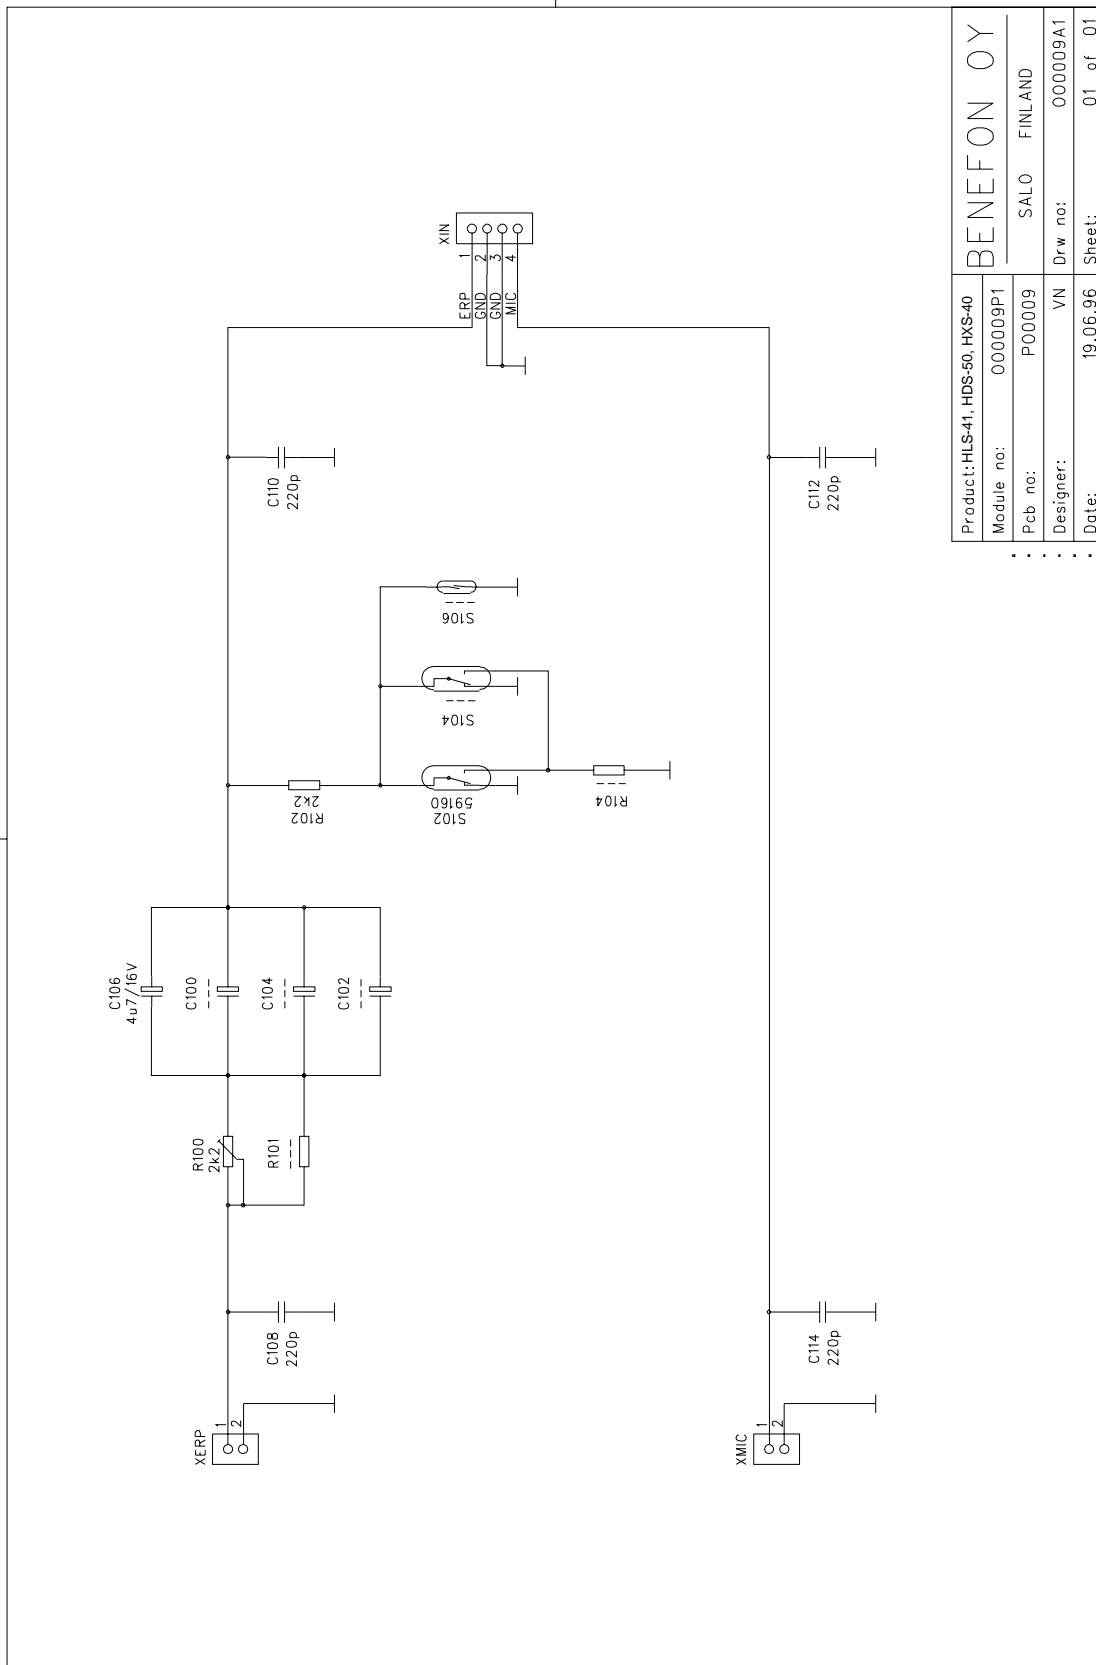 XERP
1
2
C108
220p
R100
2k2
R101
---
C106
4u7/16V
C100
---
C104
---
C102
---
R102
2k2
S102
59160
S104
---
S106
---
R104
---
C110
220p
XIN
1
2
3
4
ERP
GND
GND
MIC
XMIC
1
2
C114
220p
C112
220p
Product: HLS-41, HDS-50, HXS-40
BENEFON OY
Module no: 000009P1
SALO FINLAND
Pcb no: P00009
Designer: VN
Drw no: 000009A1
Date: 19.06.96
Sheet: 01 of 01